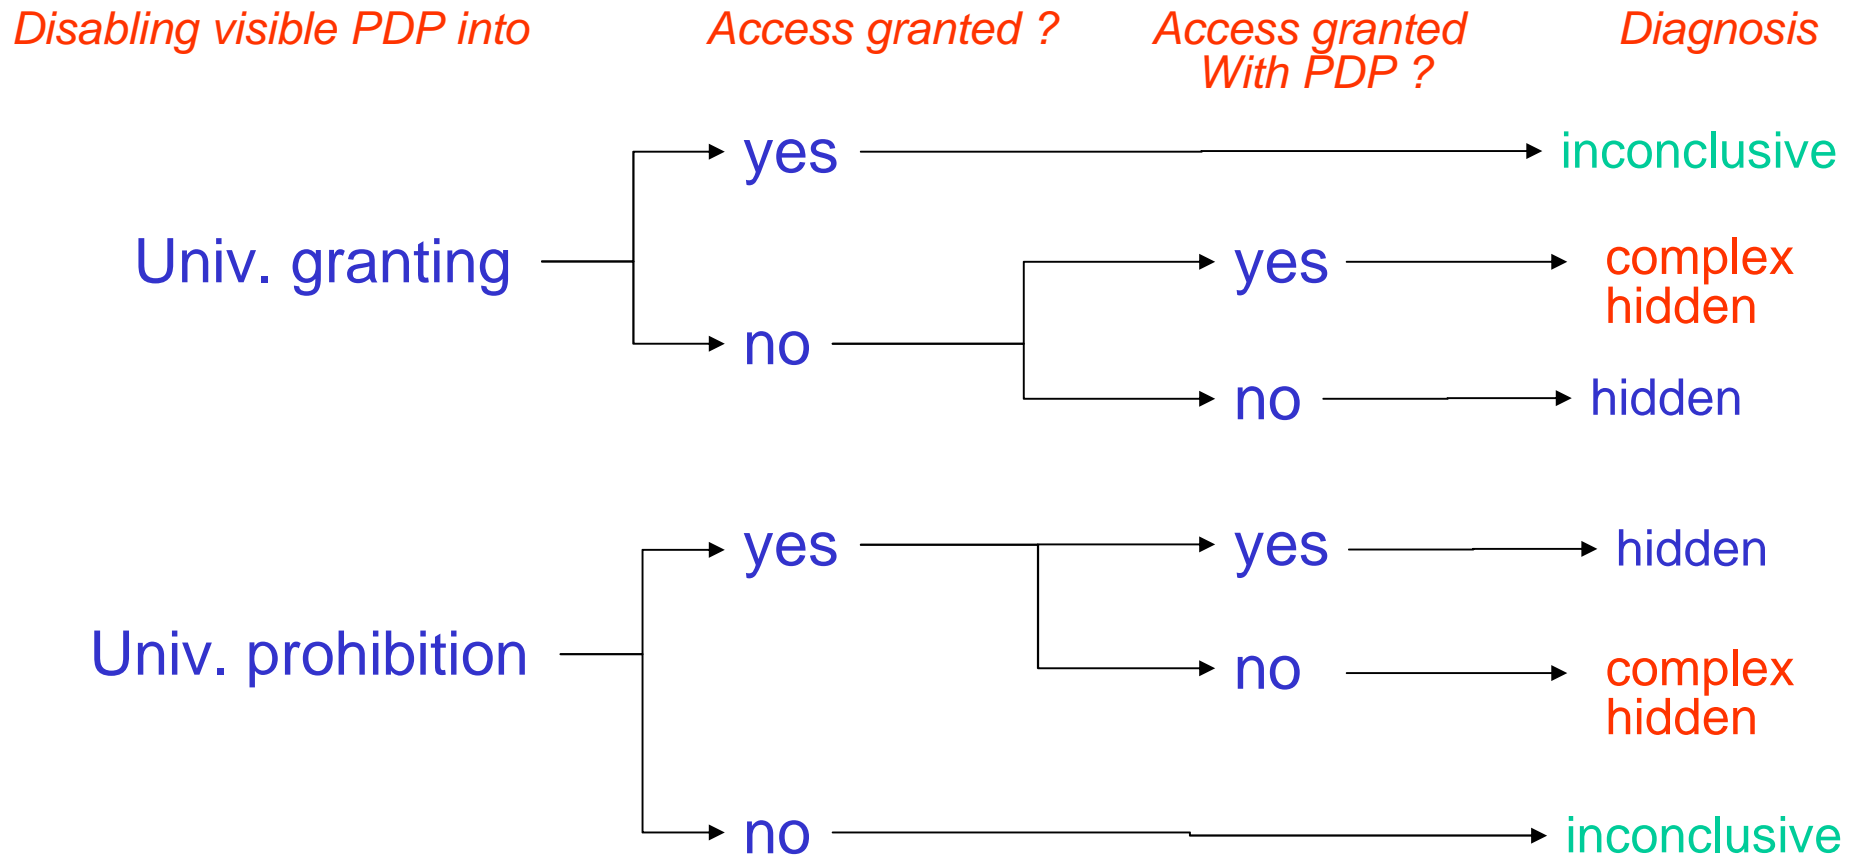 Disabling visible PDP into
Access granted ?
Access granted
With PDP ?
Diagnosis
yes
inconclusive
Univ. granting
yes
complex
hidden
no
no
hidden
yes
yes
hidden
Univ. prohibition
no
complex
hidden
no
inconclusive